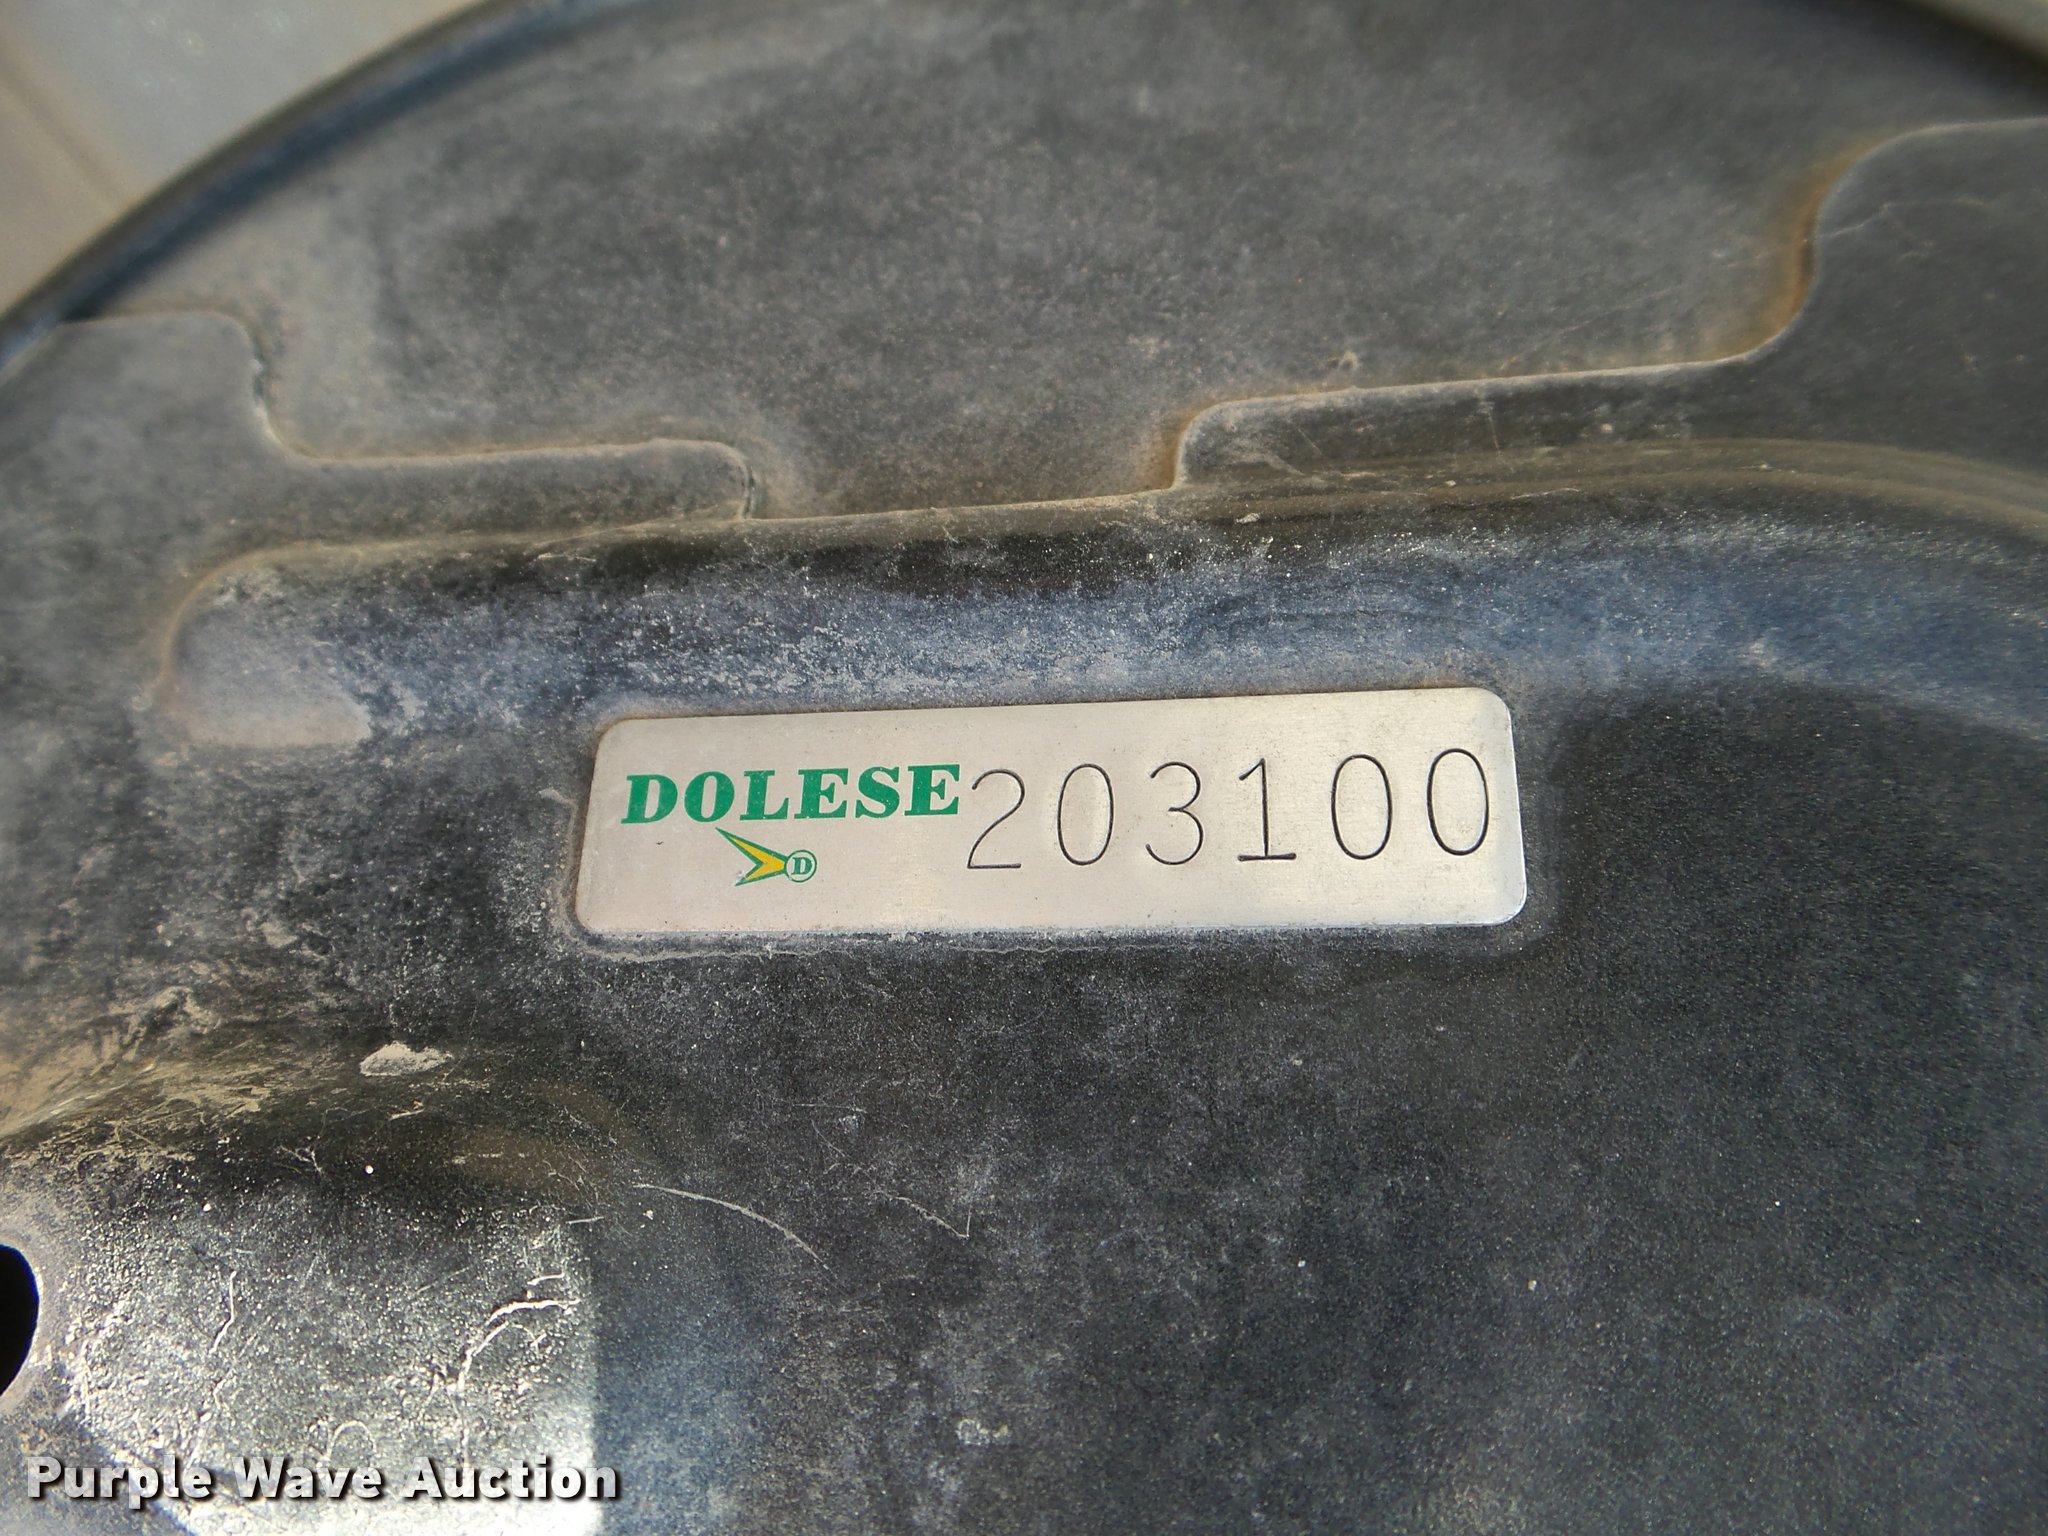 DOLESE 203100
D
Purple Wave Auction